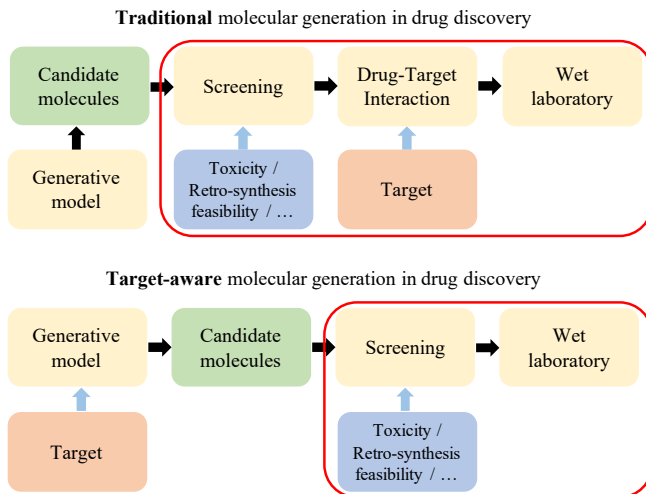 Traditional molecular generation in drug discovery
Candidate
molecules
Screening
Drug-Target
Interaction
Wet
laboratory
Generative
model
Toxicity /
Retro-synthesis
feasibility / …
Target
Target-aware molecular generation in drug discovery
Generative
model
Candidate
molecules
Screening
Wet
laboratory
Target
Toxicity /
Retro-synthesis
feasibility / …